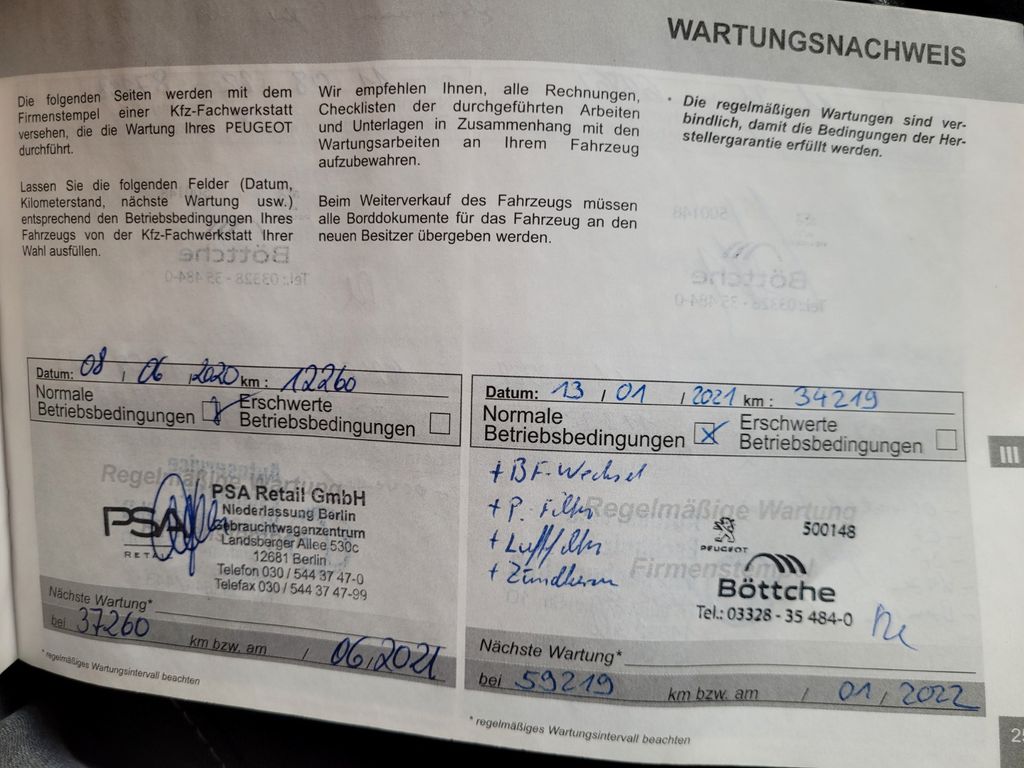 WARTUNGSNACHWEIS
Die folgenden Seiten werden mit dem
Firmenstempel einer Kfz-Fachwerkstatt
versehen, die die Wartung Ihres PEUGEOT
durchführt.
Lassen Sie die folgenden Felder (Datum,
Kilometerstand, nächste Wartung usw.)
entsprechend den Betriebsbedingungen Ihres
Fahrzeugs von der Kfz-Fachwerkstatt Ihrer
Wahl ausfüllen.
Wir empfehlen Ihnen, alle Rechnungen,
Checklisten der durchgeführten Arbeiten
und Unterlagen in Zusammenhang mit den
Wartungsarbeiten an Ihrem Fahrzeug
aufzubewahren.
Beim Weiterverkauf des Fahrzeugs müssen
alle Borddokumente für das Fahrzeug an den
neuen Besitzer übergeben werden.
Die regelmäßigen Wartungen sind ver-
bindlich, damit die Bedingungen der Her-
stellergarantie erfüllt werden.
Datum: 08 / 06 / 2020 km : 12260
Normale
Betriebsbedingungen
Erschwerte
Betriebsbedingungen
Regelmäßige Wartung
PSA Retail GmbH
Niederlassung Berlin
Gebrauchtwagenzentrum
Landsberger Allee 530c
12681 Berlin
Telefon 030 / 544 37 47-0
Telefax 030 / 544 37 47-99
PSA
RETA
Nächste Wartung*
bei 37260 km bzw. am / 06/2021
* regelmäßiges Wartungsintervall beachten
Datum: 13 / 01 / 2021 km : 34219
Normale
Betriebsbedingungen
Erschwerte
Betriebsbedingungen
+ BF-Wechsel
+ P. Filter
+ Luftfilter
+ Zündkerzen
Regelmäßige Wartung
Firmenstempel
PEUGEOT
500148
Böttche
Tel.: 03328 - 35 484-0
Nächste Wartung*
bei 59219 km bzw. am / 01 / 2022
* regelmäßiges Wartungsintervall beachten
III